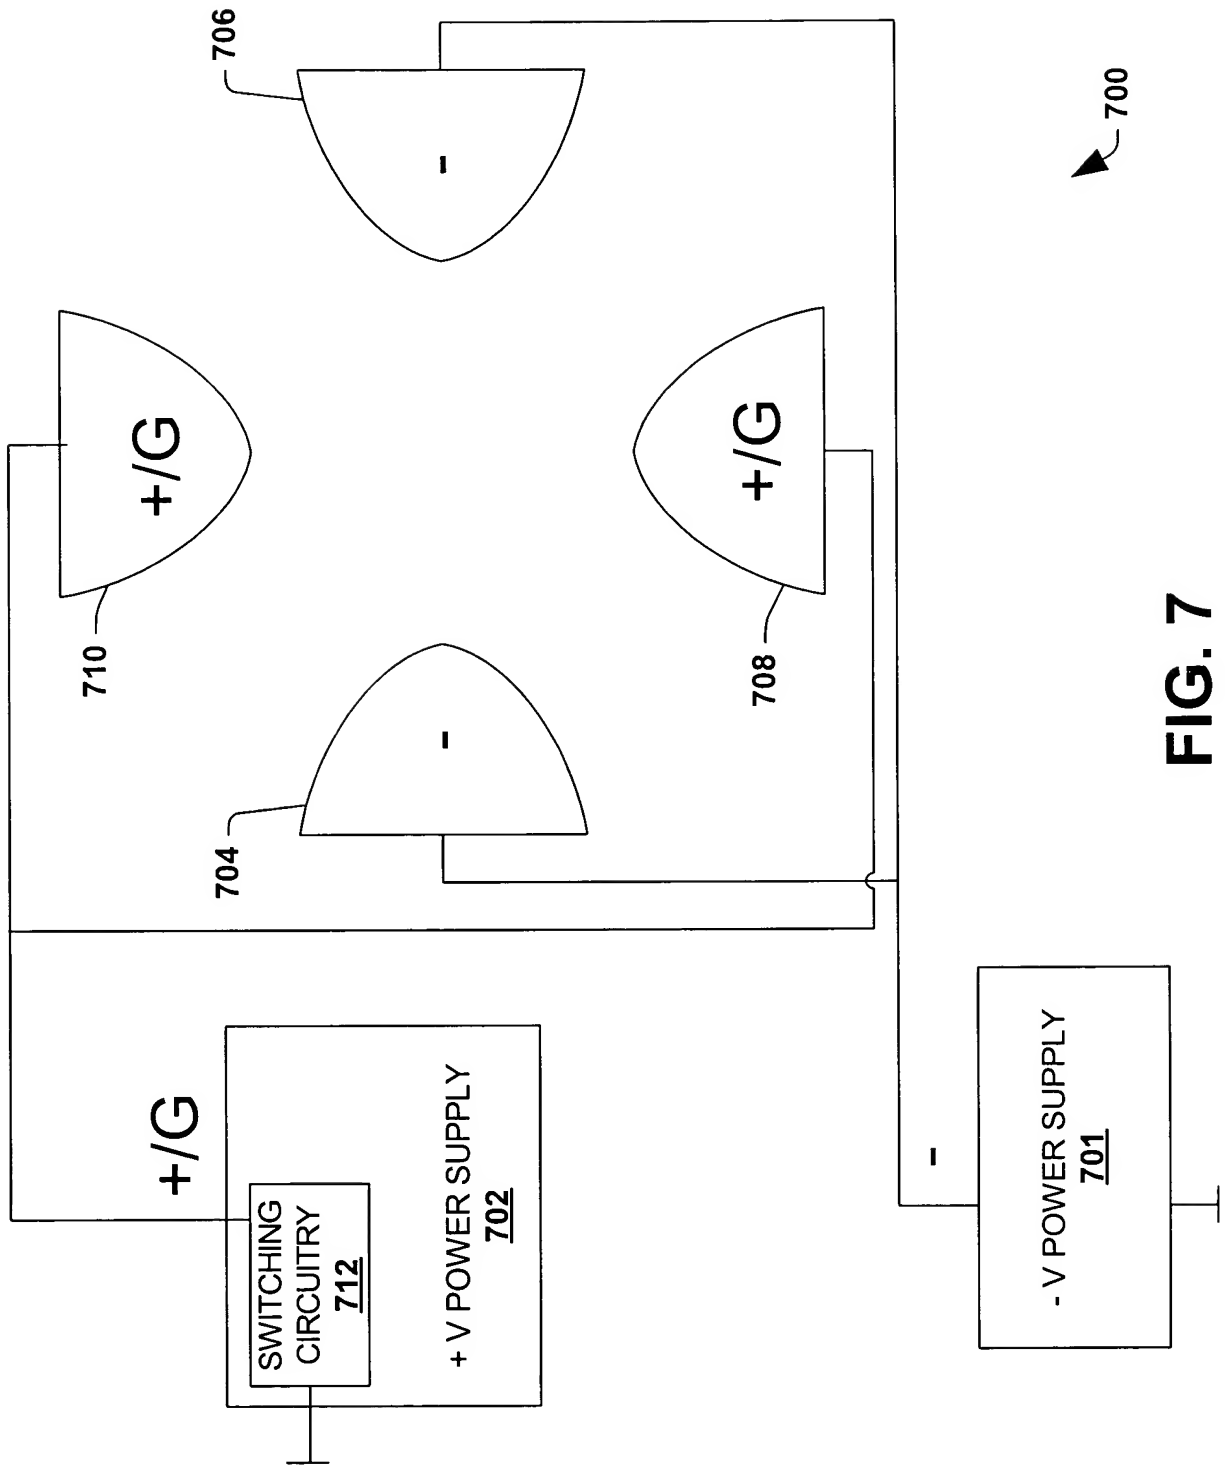 710
+/G
+/G
SWITCHING
CIRCUITRY
712
+ V POWER SUPPLY
702
704
-
706
-
708
+/G
-
- V POWER SUPPLY
701
700
FIG. 7